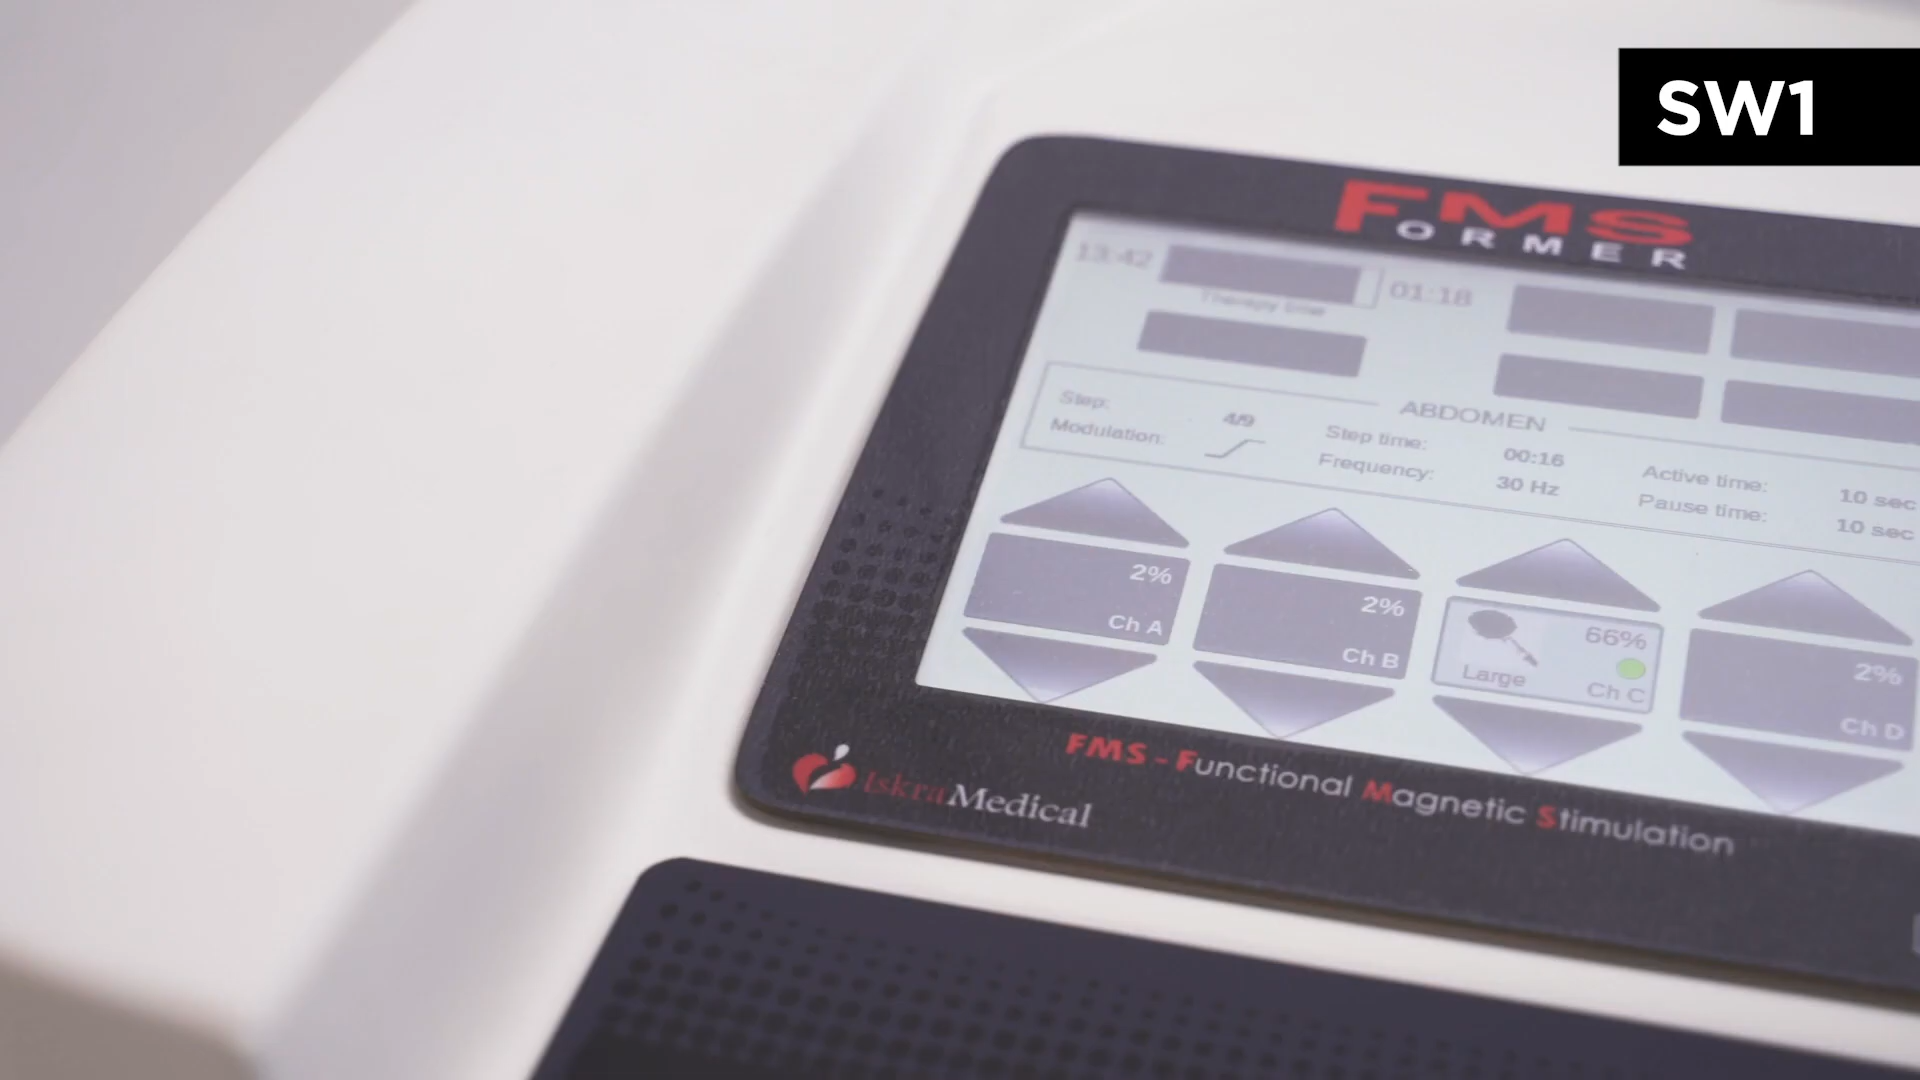 SW1
FMS
ORMER
13:42
01:18
Therapy time
ABDOMEN
Step:
4/9
Step time:
00:16
Active time:
10 sec
Modulation:
Frequency:
30 Hz
Pause time:
10 sec
2%
Ch A
2%
Ch B
66%
Large
Ch C
2%
Ch D
FMS - Functional Magnetic Stimulation
IskraMedical